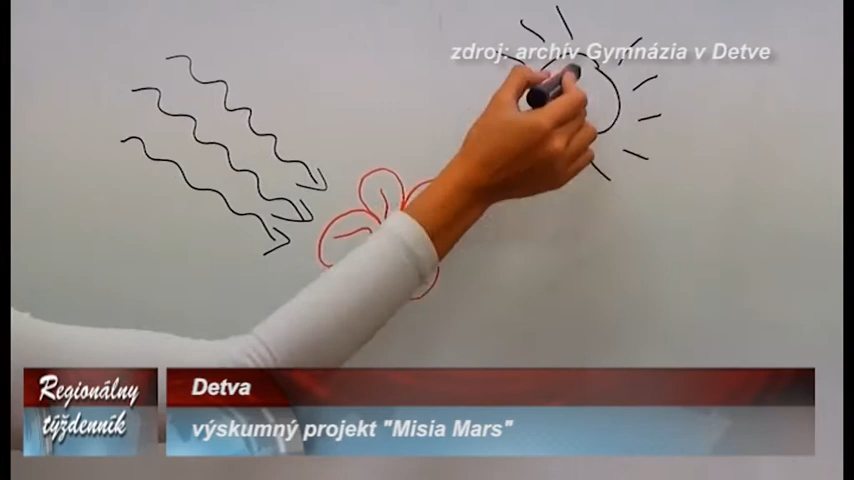 zdroj: archív Gymnázia v Detve
Regionálny
týždenník
Detva
výskumný projekt "Misia Mars"